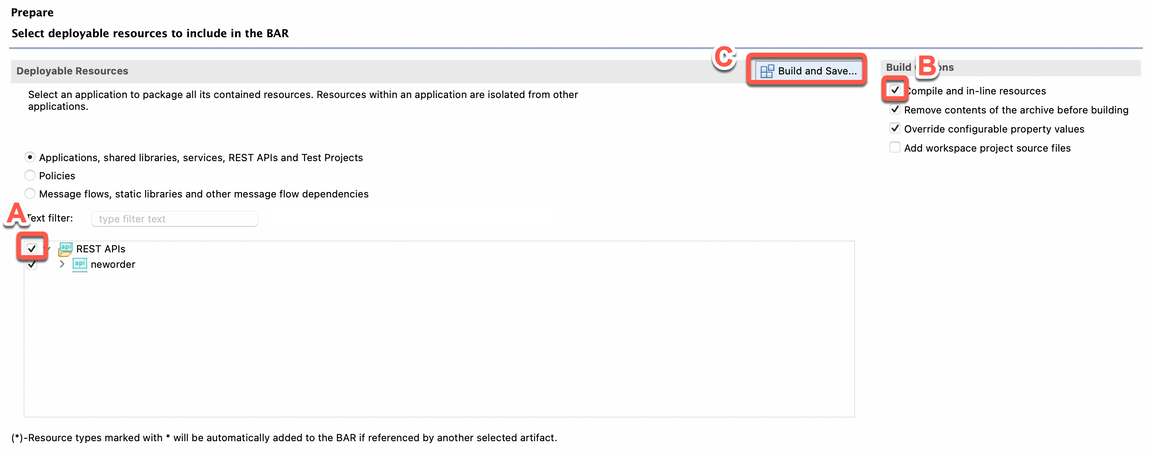 Prepare
Select deployable resources to include in the BAR
Deployable Resources
C
Build and Save...
Build
ns
B
Select an application to package all its contained resources. Resources within an application are isolated from other
applications.
Compile and in-line resources
Remove contents of the archive before building
Override configurable property values
Add workspace project source files
Applications, shared libraries, services, REST APIs and Test Projects
Policies
Message flows, static libraries and other message flow dependencies
A
Text filter:
type filter text
api
REST APIs
api
neworder
(*)-Resource types marked with * will be automatically added to the BAR if referenced by another selected artifact.